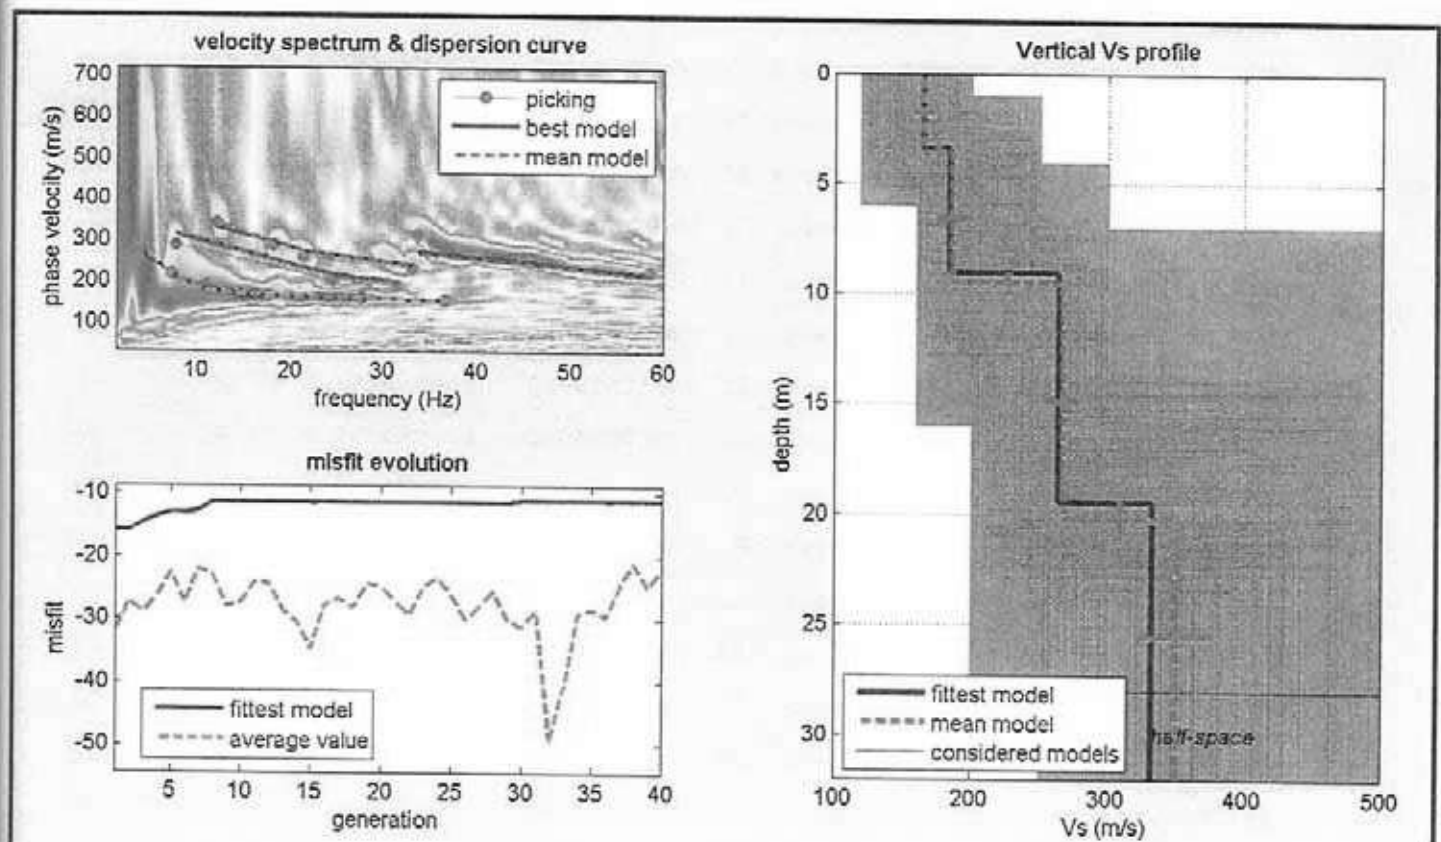 velocity spectrum & dispersion curve
phase velocity (m/s)
700
600
500
400
300
200
100
picking
best model
mean model
10
20
30
40
50
60
frequency (Hz)
misfit evolution
misfit
-10
-20
-30
-40
-50
fittest model
average value
5
10
15
20
25
30
35
40
generation
Vertical Vs profile
depth (m)
0
5
10
15
20
25
30
fittest model
mean model
considered models
half-space
100
200
300
400
500
Vs (m/s)